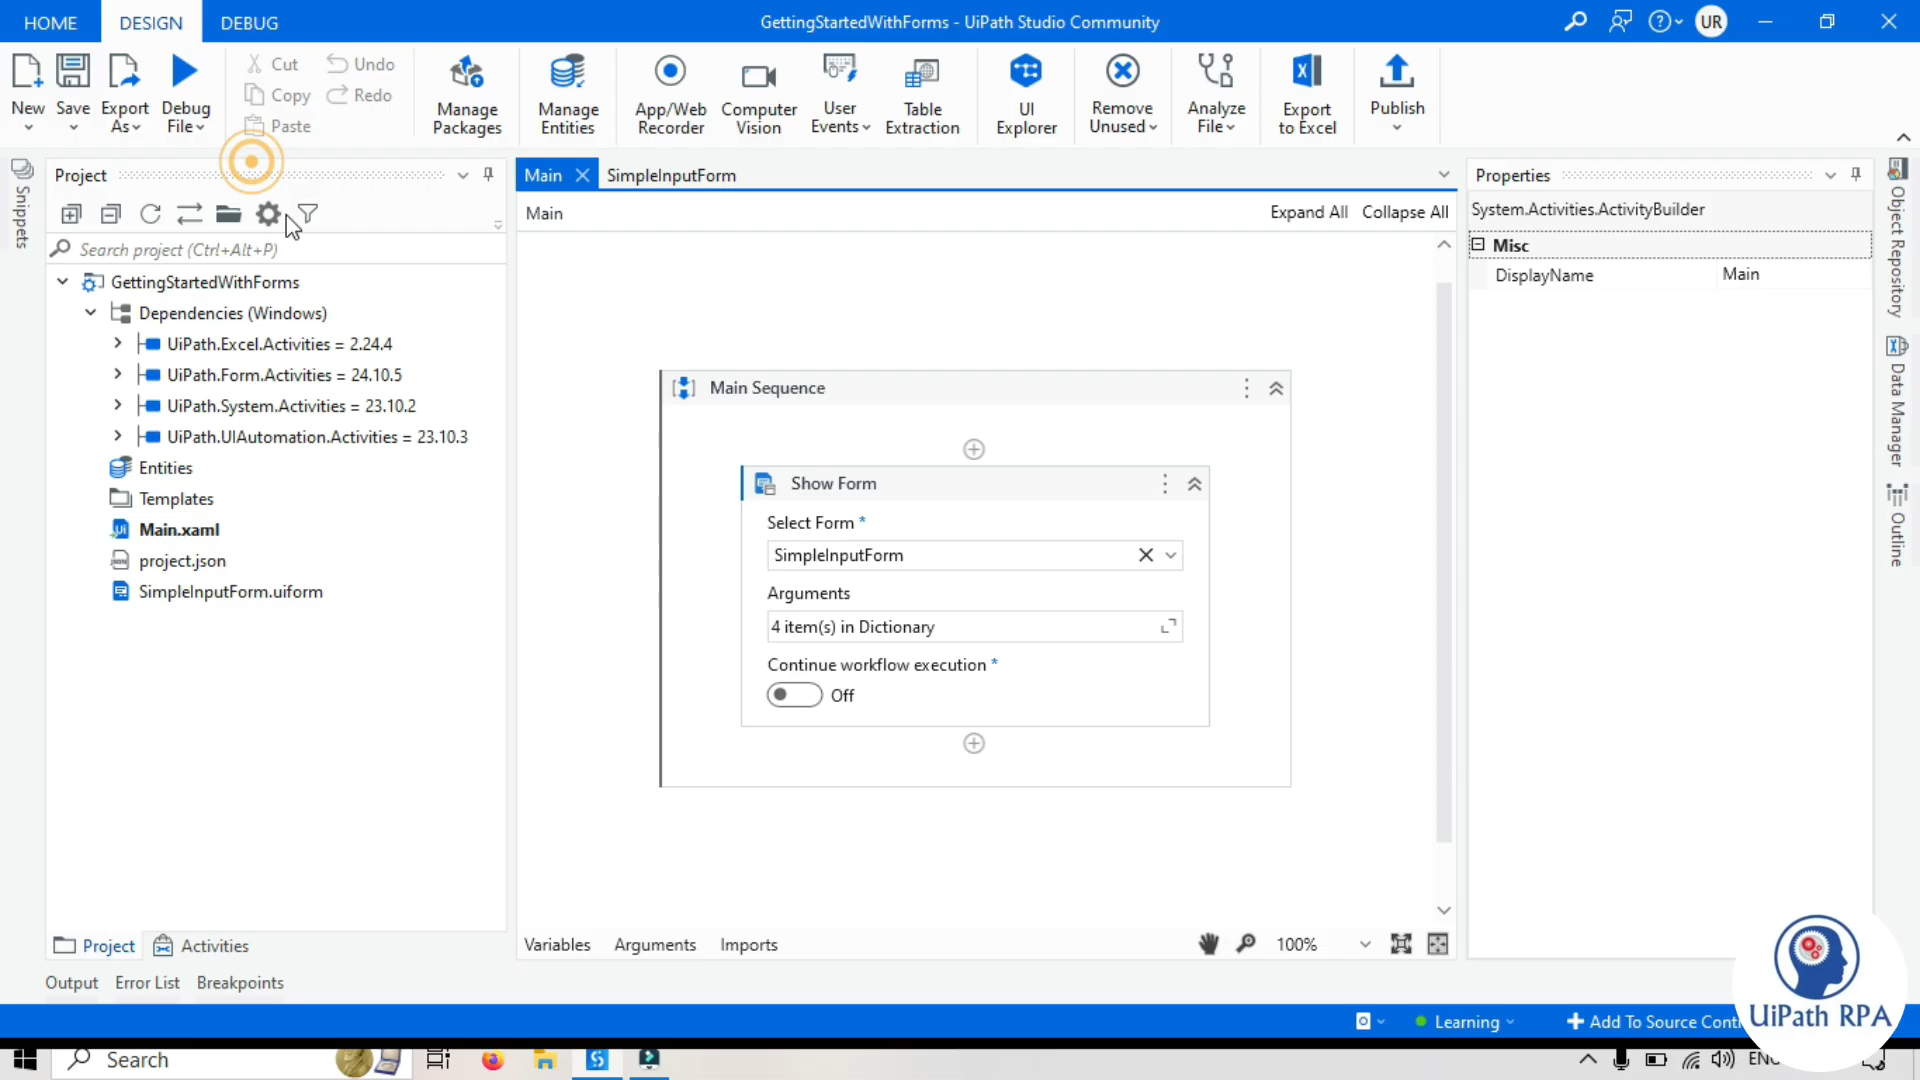 HOME DESIGN DEBUG GettingStartedWithForms - UiPath Studio Community UR
New Save Export As Debug File Cut Copy Paste Undo Redo Manage Packages Manage Entities App/Web Recorder Computer Vision User Events Table Extraction UI Explorer Remove Unused Analyze File Export to Excel Publish
Snippets
Project
Search project (Ctrl+Alt+P)
GettingStartedWithForms
Dependencies (Windows)
UiPath.Excel.Activities = 2.24.4
UiPath.Form.Activities = 24.10.5
UiPath.System.Activities = 23.10.2
UiPath.UIAutomation.Activities = 23.10.3
Entities
Templates
Main.xaml
project.json
SimpleInputForm.uiform
Project Activities
Main SimpleInputForm
Main Expand All Collapse All
Main Sequence
Show Form
Select Form *
SimpleInputForm
Arguments
4 item(s) in Dictionary
Continue workflow execution *
Off
Variables Arguments Imports 100%
Properties
System.Activities.ActivityBuilder
Misc
DisplayName Main
Object Repository
Data Manager
Outline
Output Error List Breakpoints
Learning Add To Source Cont
UiPath RPA
Search